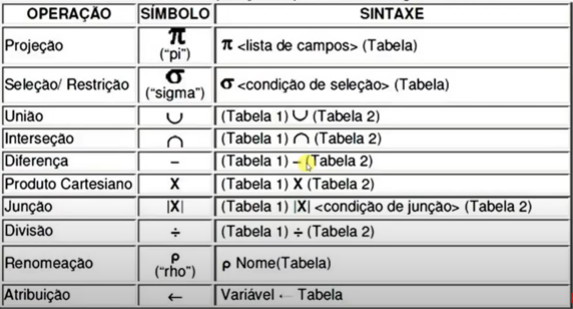 OPERAÇÃO SÍMBOLO SINTAXE
Projeção π ("pi") π <lista de campos> (Tabela)
Seleção/ Restrição σ ("sigma") σ <condição de seleção> (Tabela)
União ∪ (Tabela 1) ∪ (Tabela 2)
Interseção ∩ (Tabela 1) ∩ (Tabela 2)
Diferença – (Tabela 1) – (Tabela 2)
Produto Cartesiano X (Tabela 1) X (Tabela 2)
Junção |X| (Tabela 1) |X| <condição de junção> (Tabela 2)
Divisão ÷ (Tabela 1) ÷ (Tabela 2)
Renomeação ρ ("rho") ρ Nome(Tabela)
Atribuição ← Variável ← Tabela